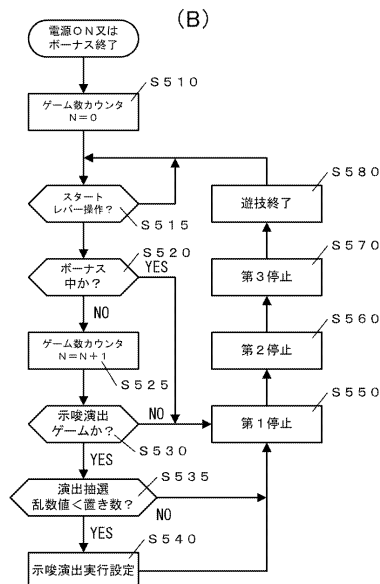 (B)
電源ON又は
ボーナス終了
S510
ゲーム数カウンタ
N=0
スタート
レバー操作?
S515
S520
ボーナス
中か?
YES
NO
ゲーム数カウンタ
N=N+1
S525
示唆演出
ゲームか?
NO
S530
YES
S535
演出抽選
乱数値<置き数?
NO
YES
S540
示唆演出実行設定
S580
遊技終了
S570
第3停止
S560
第2停止
S550
第1停止